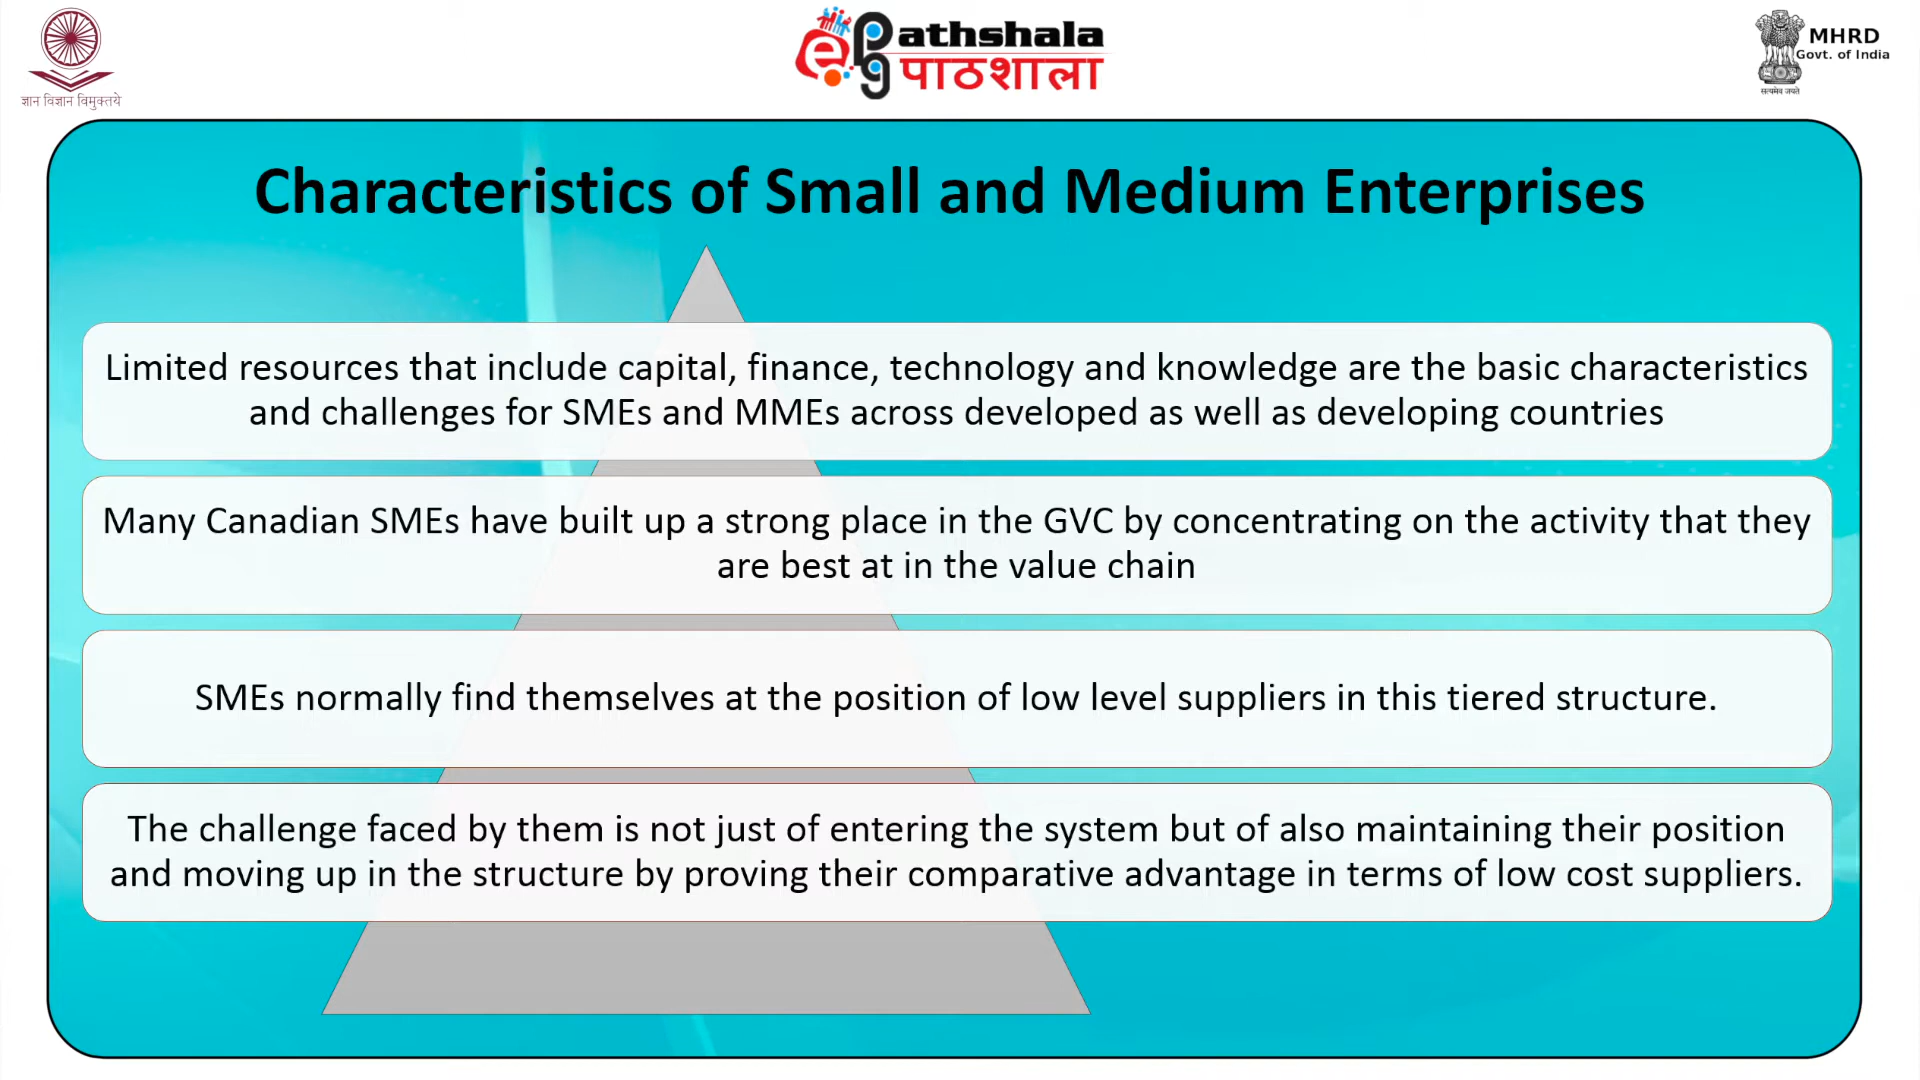 ज्ञान विज्ञान विमुक्तये
ePG Pathshala
पाठशाला
MHRD
Govt. of India
सत्यमेव जयते
Characteristics of Small and Medium Enterprises
Limited resources that include capital, finance, technology and knowledge are the basic characteristics
and challenges for SMEs and MMEs across developed as well as developing countries
Many Canadian SMEs have built up a strong place in the GVC by concentrating on the activity that they
are best at in the value chain
SMEs normally find themselves at the position of low level suppliers in this tiered structure.
The challenge faced by them is not just of entering the system but of also maintaining their position
and moving up in the structure by proving their comparative advantage in terms of low cost suppliers.